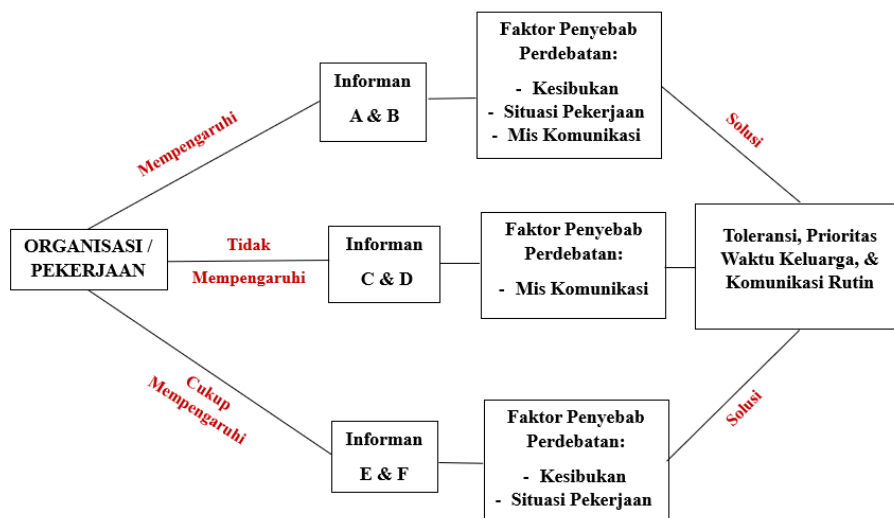 Mempengaruhi
Informan
A & B
Faktor Penyebab
Perdebatan:
- Kesibukan
- Situasi Pekerjaan
- Mis Komunikasi
Solusi
ORGANISASI /
PEKERJAAN
Tidak
Mempengaruhi
Informan
C & D
Faktor Penyebab
Perdebatan:
- Mis Komunikasi
Toleransi, Prioritas
Waktu Keluarga, &
Komunikasi Rutin
Cukup
Mempengaruhi
Informan
E & F
Faktor Penyebab
Perdebatan:
- Kesibukan
- Situasi Pekerjaan
Solusi